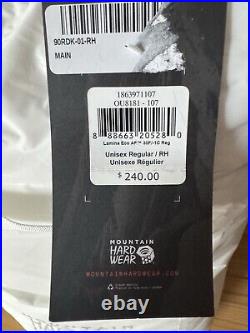 90RDK-01-RH
MAIN
1863971107
OU8181 - 107
8 88663 20528 0
Lamina Eco AF™ 30F/-1C Reg
Unisex Regular / RH
Unisexe Régulier
$ 240.00
MOUNTAIN
HARD
WEAR
MOUNTAINHARDWEAR.COM